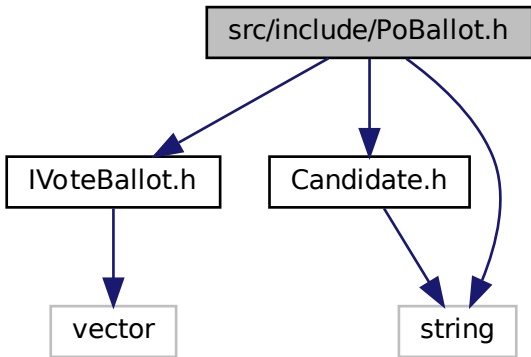 src/include/PoBallot.h
IVoteBallot.h
Candidate.h
vector
string